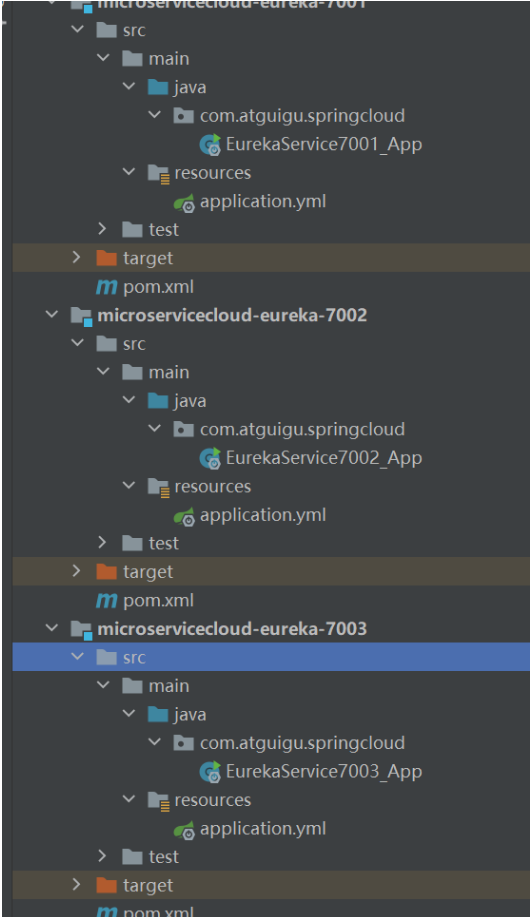 microservicecloud-eureka-7001
src
main
java
com.atguigu.springcloud
EurekaService7001_App
resources
application.yml
test
target
m pom.xml
microservicecloud-eureka-7002
src
main
java
com.atguigu.springcloud
EurekaService7002_App
resources
application.yml
test
target
m pom.xml
microservicecloud-eureka-7003
src
main
java
com.atguigu.springcloud
EurekaService7003_App
resources
application.yml
test
target
m pom.xml